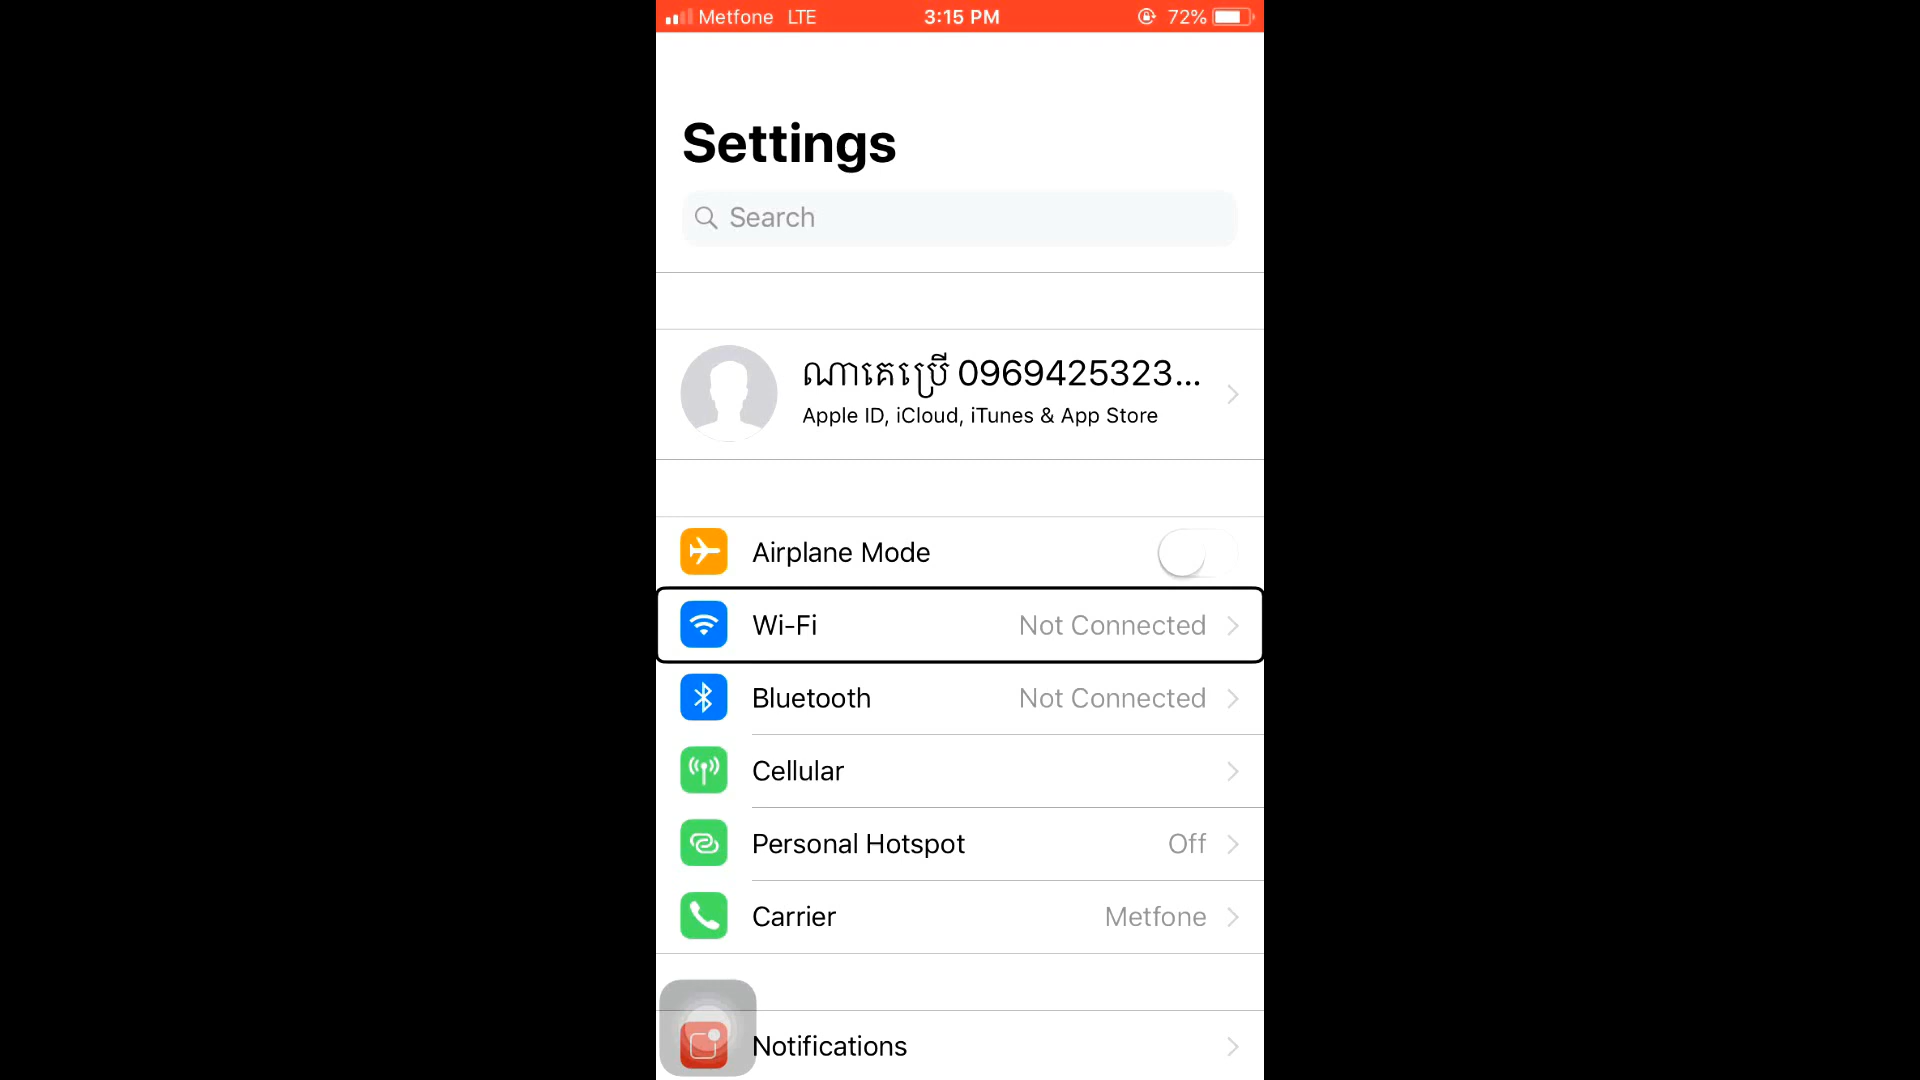 Metfone LTE 3:15 PM 72%
Settings
Search
ណាគេប្រើ 0969425323...
Apple ID, iCloud, iTunes & App Store
Airplane Mode
Wi-Fi Not Connected
Bluetooth Not Connected
Cellular
Personal Hotspot Off
Carrier Metfone
Notifications